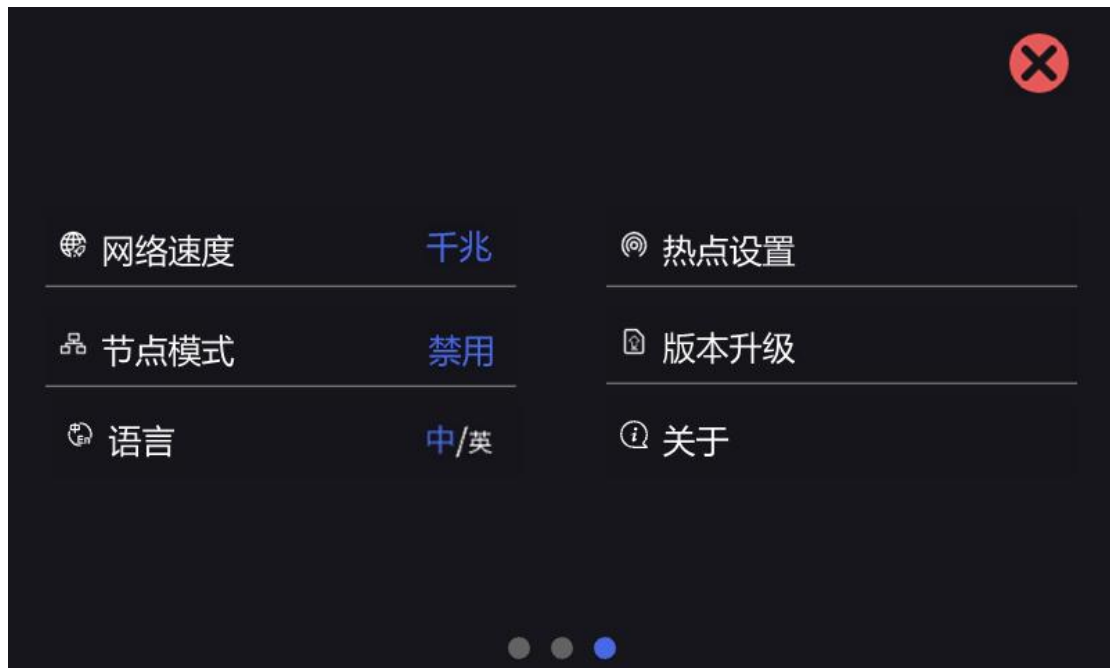 网络速度 千兆
热点设置
节点模式 禁用
版本升级
语言 中/英
关于